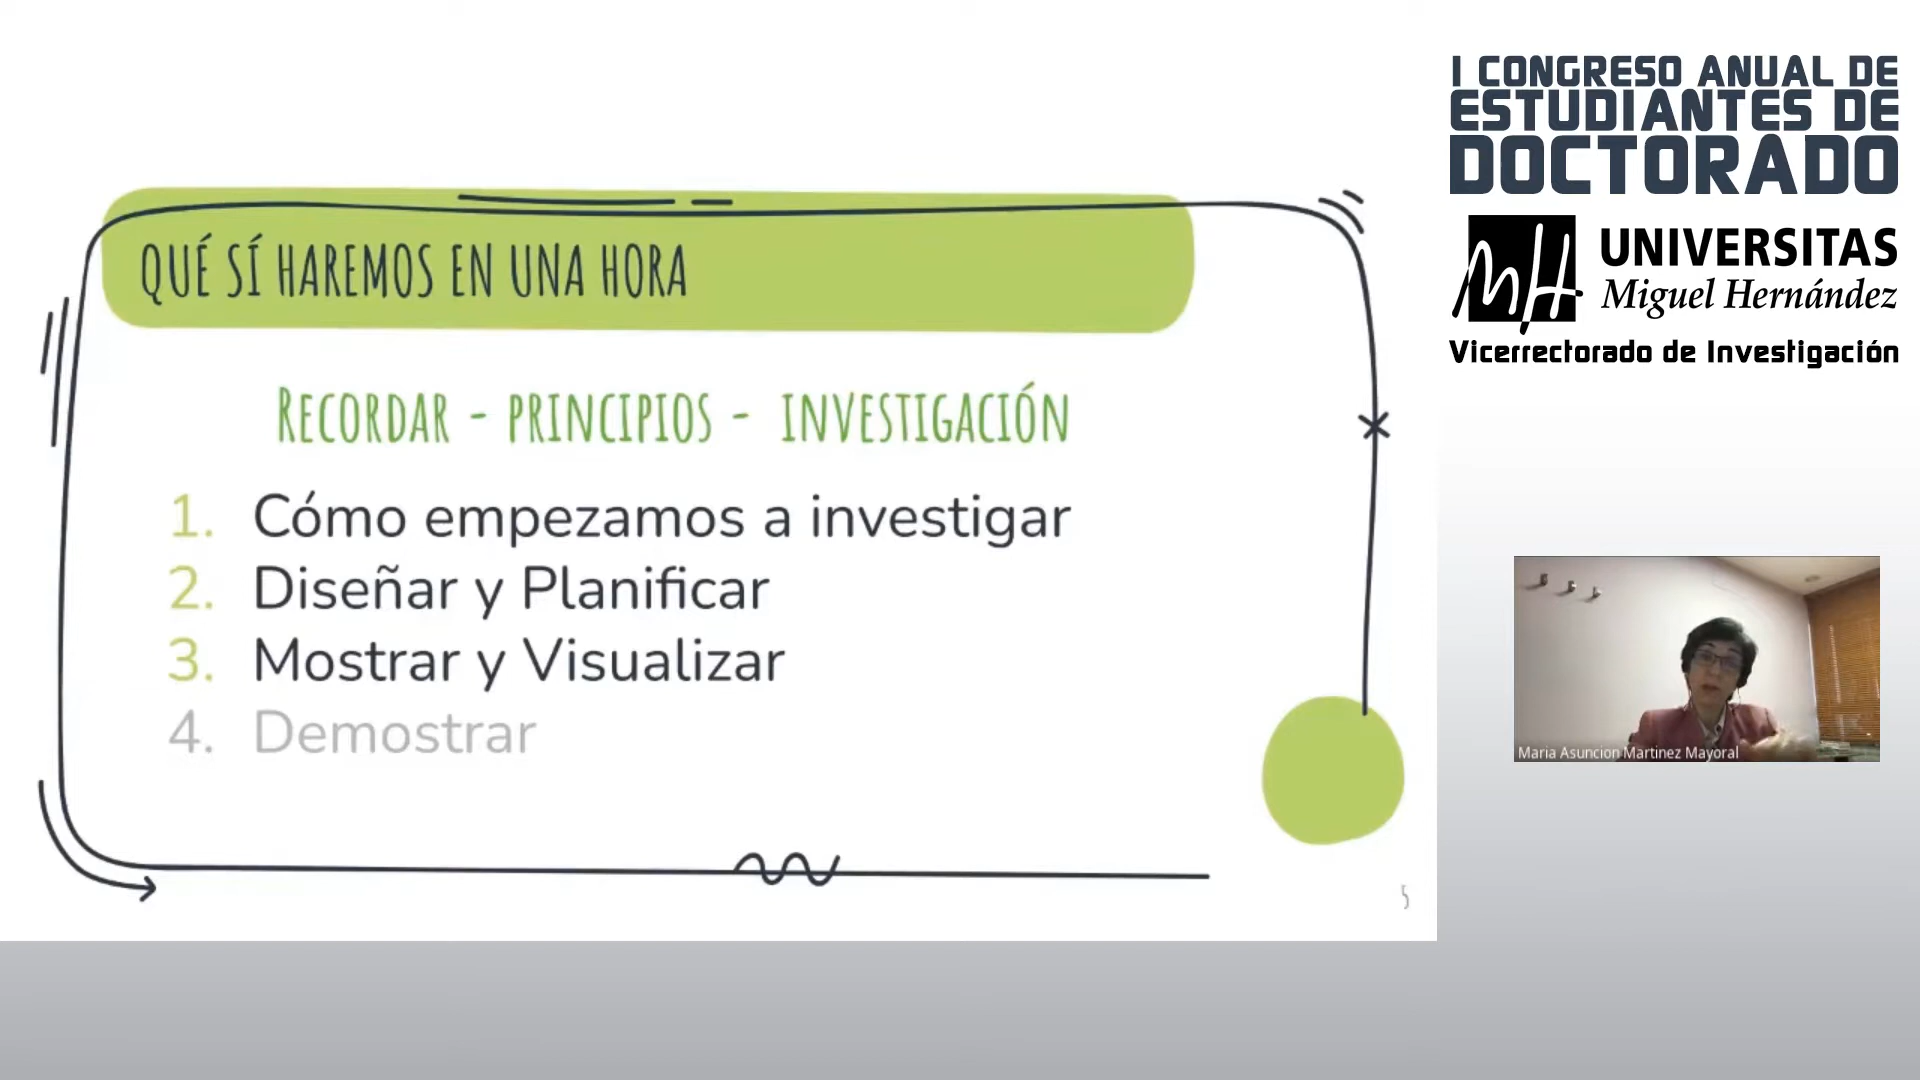 QUÉ SÍ HAREMOS EN UNA HORA
RECORDAR - PRINCIPIOS - INVESTIGACIÓN
1. Cómo empezamos a investigar
2. Diseñar y Planificar
3. Mostrar y Visualizar
4. Demostrar
5
I CONGRESO ANUAL DE
ESTUDIANTES DE
DOCTORADO
UNIVERSITAS
Miguel Hernández
Vicerrectorado de Investigación
Maria Asuncion Martinez Mayoral